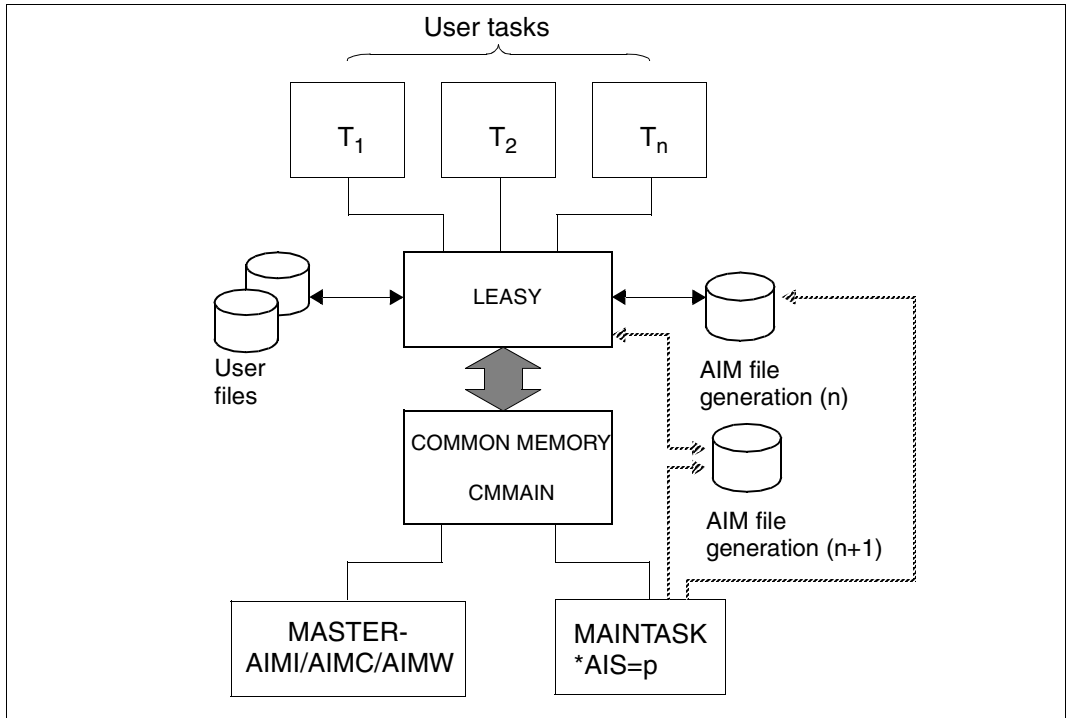 User tasks
T1
T2
Tn
LEASY
User
files
AIM file
generation (n)
COMMON MEMORY
CMMAIN
AIM file
generation (n+1)
MASTER-
AIMI/AIMC/AIMW
MAINTASK
*AIS=p